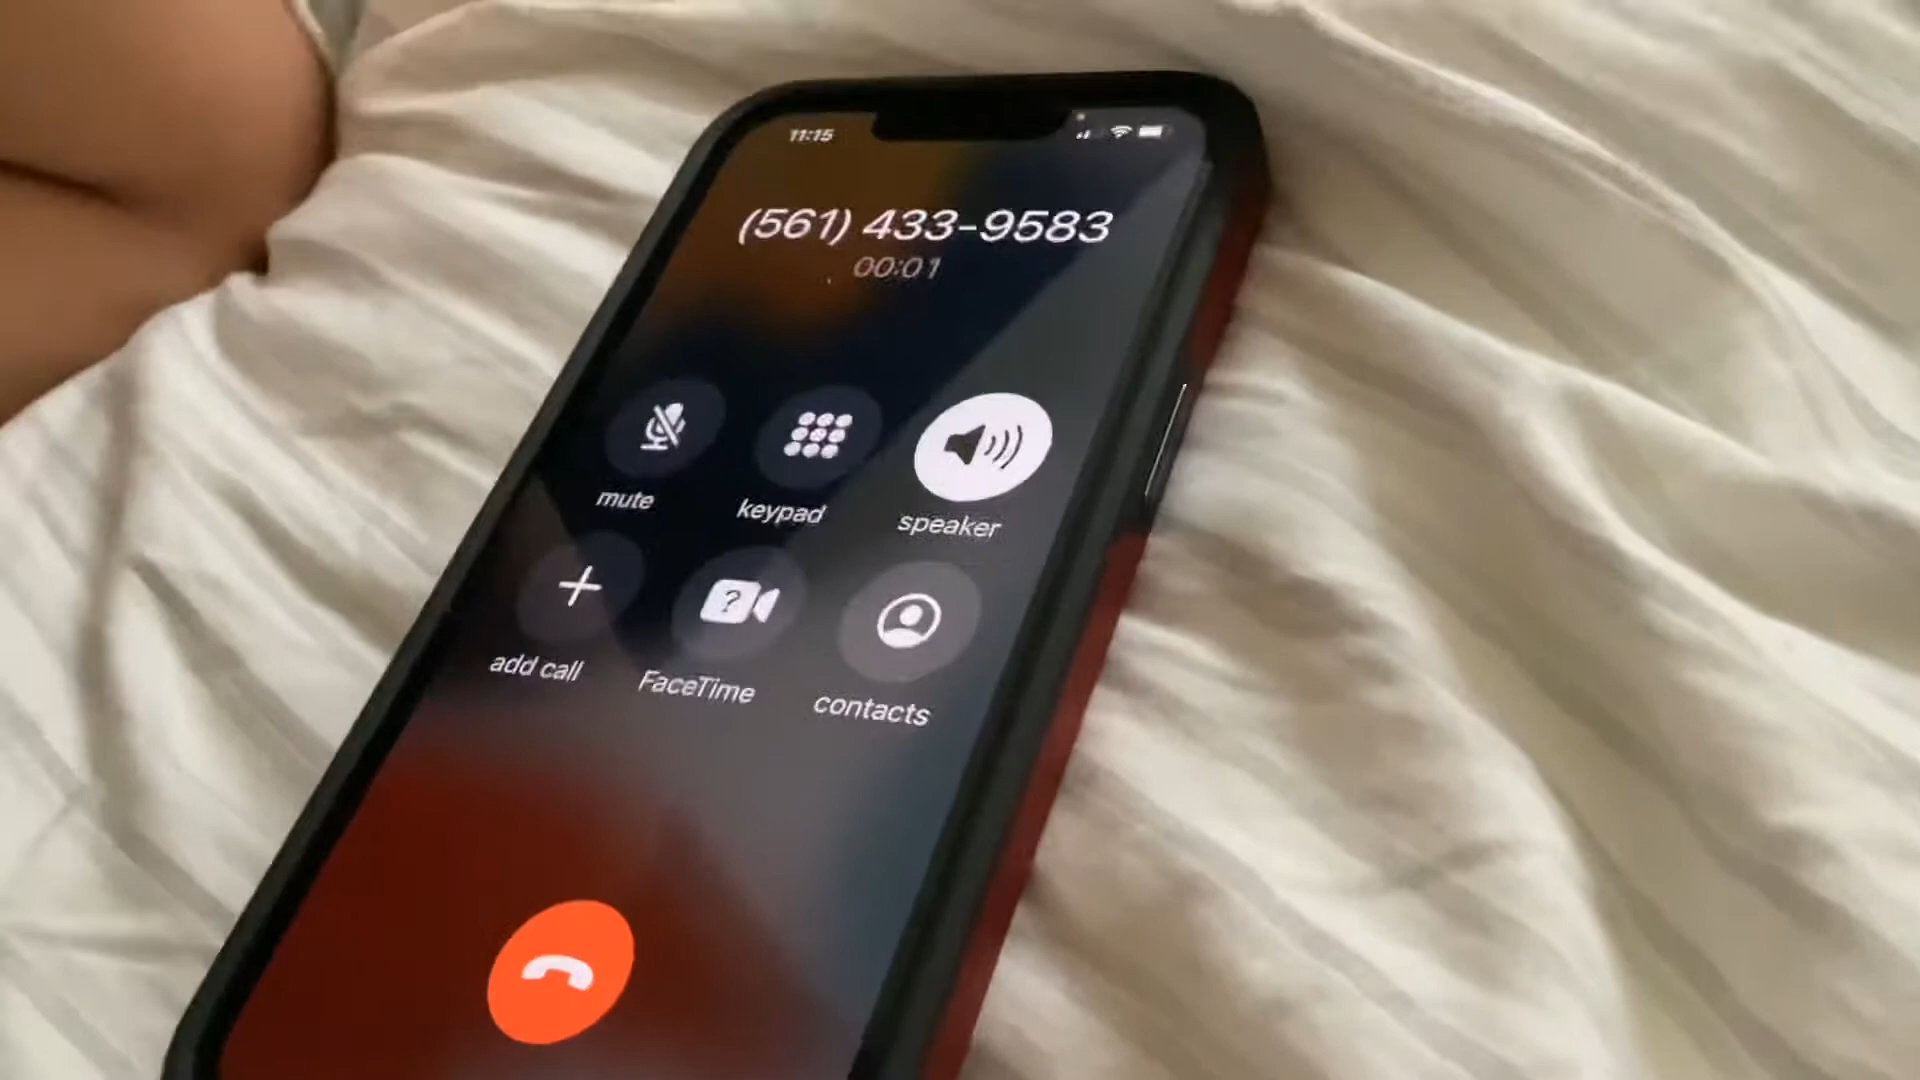 11:15
(561) 433-9583
00:01
mute keypad speaker
?
add call FaceTime contacts